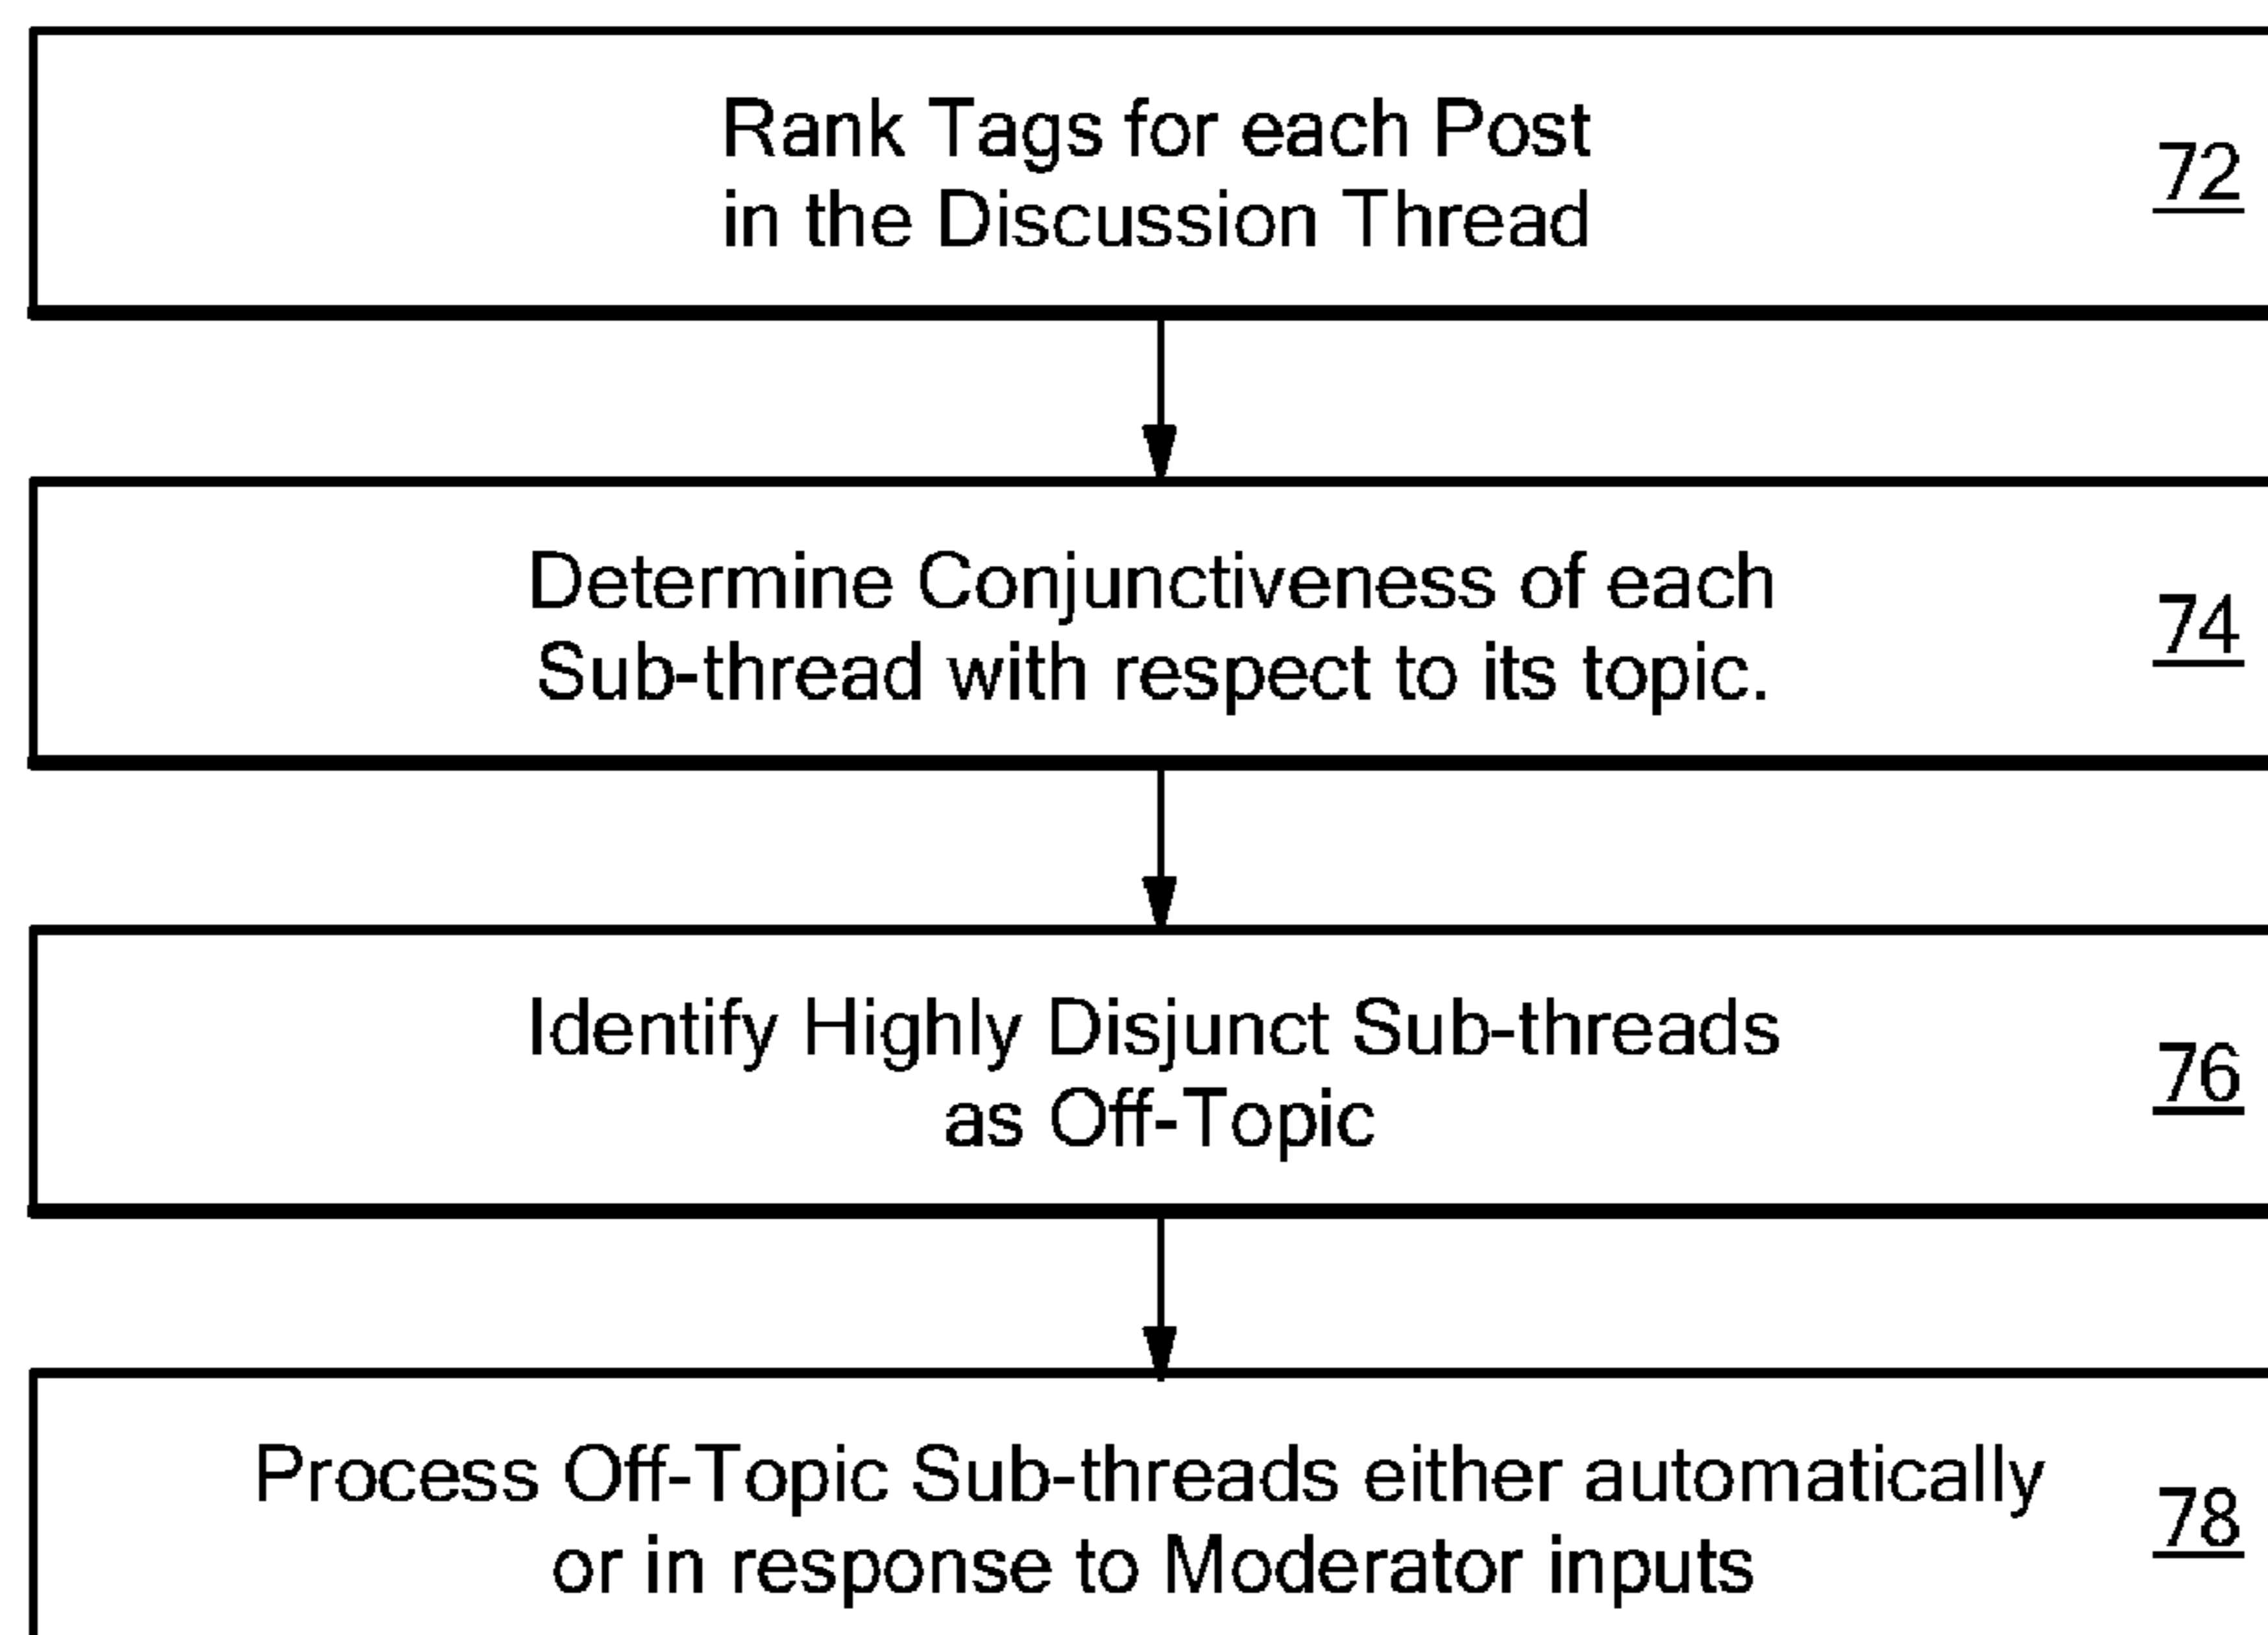 Rank Tags for each Post
in the Discussion Thread
72
Determine Conjunctiveness of each
Sub-thread with respect to its topic.
74
Identify Highly Disjunct Sub-threads
as Off-Topic
76
Process Off-Topic Sub-threads either automatically
or in response to Moderator inputs
78